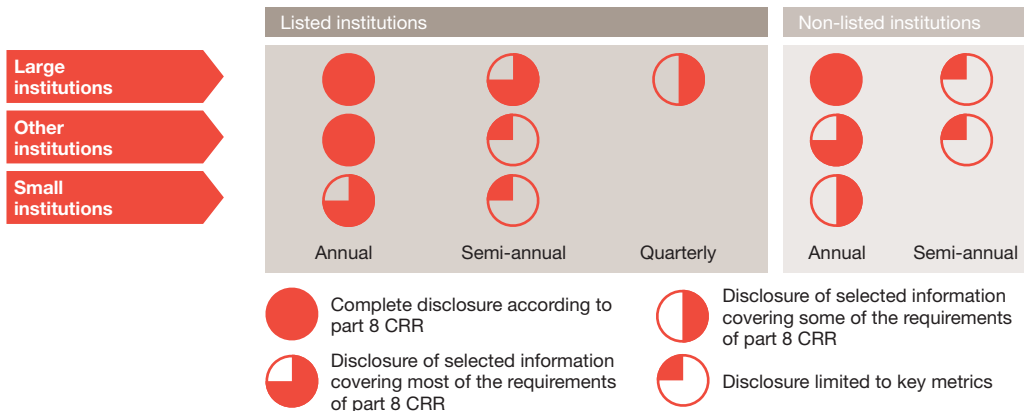 Listed institutions
Non-listed institutions
Large
institutions
Other
institutions
Small
institutions
Annual
Semi-annual
Quarterly
Annual
Semi-annual
Complete disclosure according to
part 8 CRR
Disclosure of selected information
covering most of the requirements
of part 8 CRR
Disclosure of selected information
covering some of the requirements
of part 8 CRR
Disclosure limited to key metrics